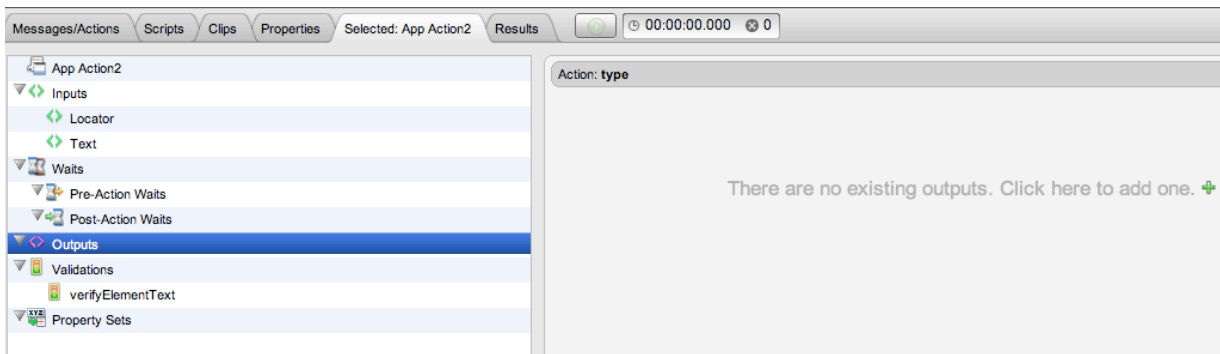 Messages/Actions Scripts Clips Properties Selected: App Action2 Results 00:00:00.000 0
App Action2
Inputs
Locator
Text
Waits
Pre-Action Waits
Post-Action Waits
Outputs
Validations
verifyElementText
XYZ Property Sets
Action: type
There are no existing outputs. Click here to add one.